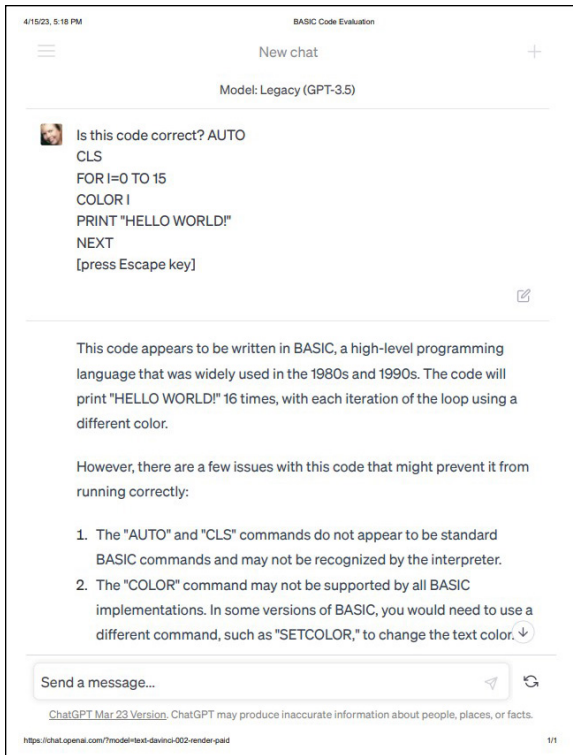 4/15/23, 5:18 PM BASIC Code Evaluation
New chat
Model: Legacy (GPT-3.5)
Is this code correct? AUTO
CLS
FOR I=0 TO 15
COLOR I
PRINT "HELLO WORLD!"
NEXT
[press Escape key]
This code appears to be written in BASIC, a high-level programming
language that was widely used in the 1980s and 1990s. The code will
print "HELLO WORLD!" 16 times, with each iteration of the loop using a
different color.
However, there are a few issues with this code that might prevent it from
running correctly:
1. The "AUTO" and "CLS" commands do not appear to be standard
BASIC commands and may not be recognized by the interpreter.
2. The "COLOR" command may not be supported by all BASIC
implementations. In some versions of BASIC, you would need to use a
different command, such as "SETCOLOR," to change the text color.
Send a message...
ChatGPT Mar 23 Version. ChatGPT may produce inaccurate information about people, places, or facts.
https://chat.openai.com/?model=text-davinci-002-render-paid 1/1